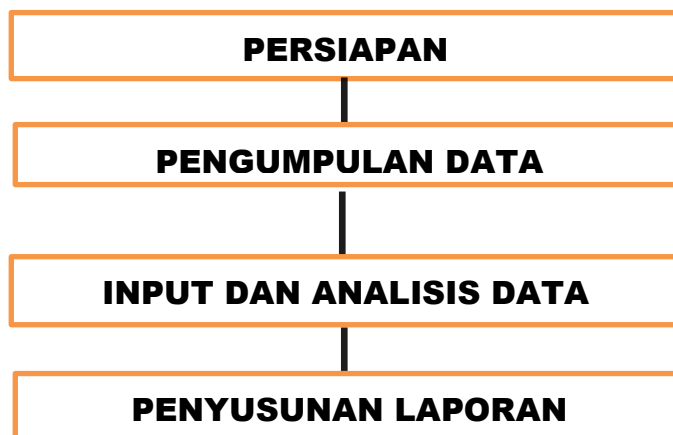 PERSIAPAN
PENGUMPULAN DATA
INPUT DAN ANALISIS DATA
PENYUSUNAN LAPORAN